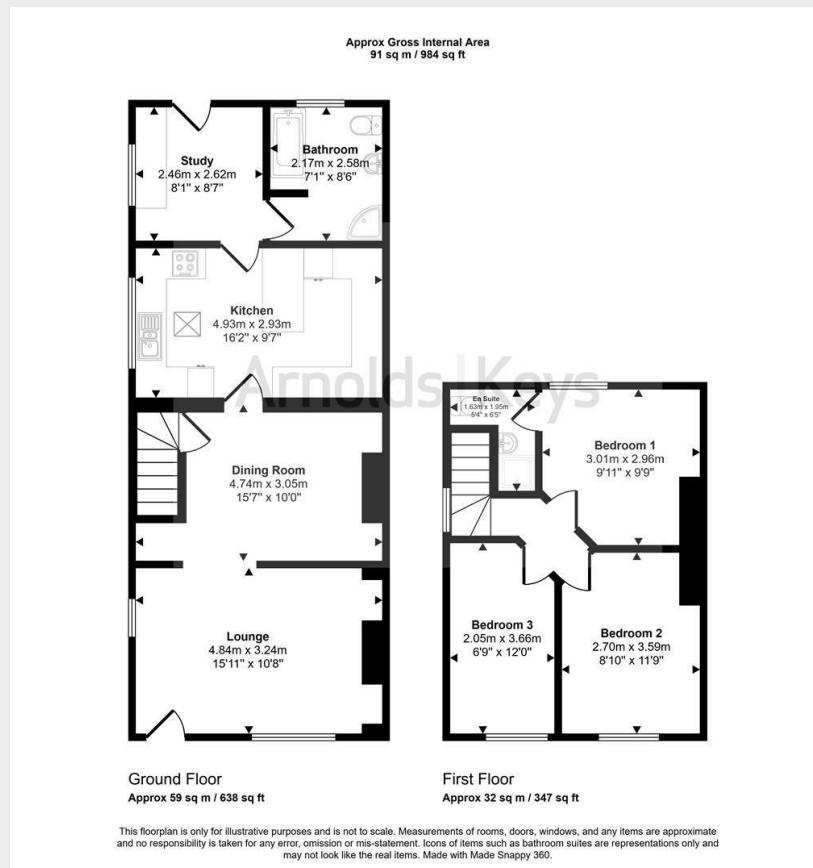 Approx Gross Internal Area
91 sq m / 984 sq ft
Study
2.46m x 2.62m
8'1" x 8'7"
Bathroom
2.17m x 2.58m
7'1" x 8'6"
Kitchen
4.93m x 2.93m
16'2" x 9'7"
Arnolds | Keys
En Suite
1.63m x 1.95m
5'4" x 6'5"
Bedroom 1
3.01m x 2.96m
9'11" x 9'9"
Dining Room
4.74m x 3.05m
15'7" x 10'0"
Lounge
4.84m x 3.24m
15'11" x 10'8"
Bedroom 3
2.05m x 3.66m
6'9" x 12'0"
Bedroom 2
2.70m x 3.59m
8'10" x 11'9"
Ground Floor
Approx 59 sq m / 638 sq ft
First Floor
Approx 32 sq m / 347 sq ft
This floorplan is only for illustrative purposes and is not to scale. Measurements of rooms, doors, windows, and any items are approximate
and no responsibility is taken for any error, omission or mis-statement. Icons of items such as bathroom suites are representations only and
may not look like the real items. Made with Made Snappy 360.